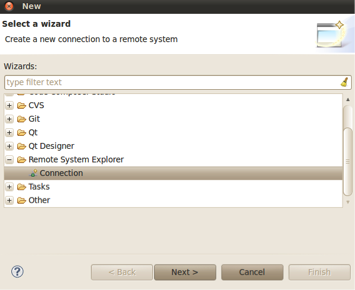 New
Select a wizard
Create a new connection to a remote system
Wizards:
type filter text
CVS
Git
Qt
Qt Designer
Remote System Explorer
Connection
Tasks
Other
?
< Back Next > Cancel Finish